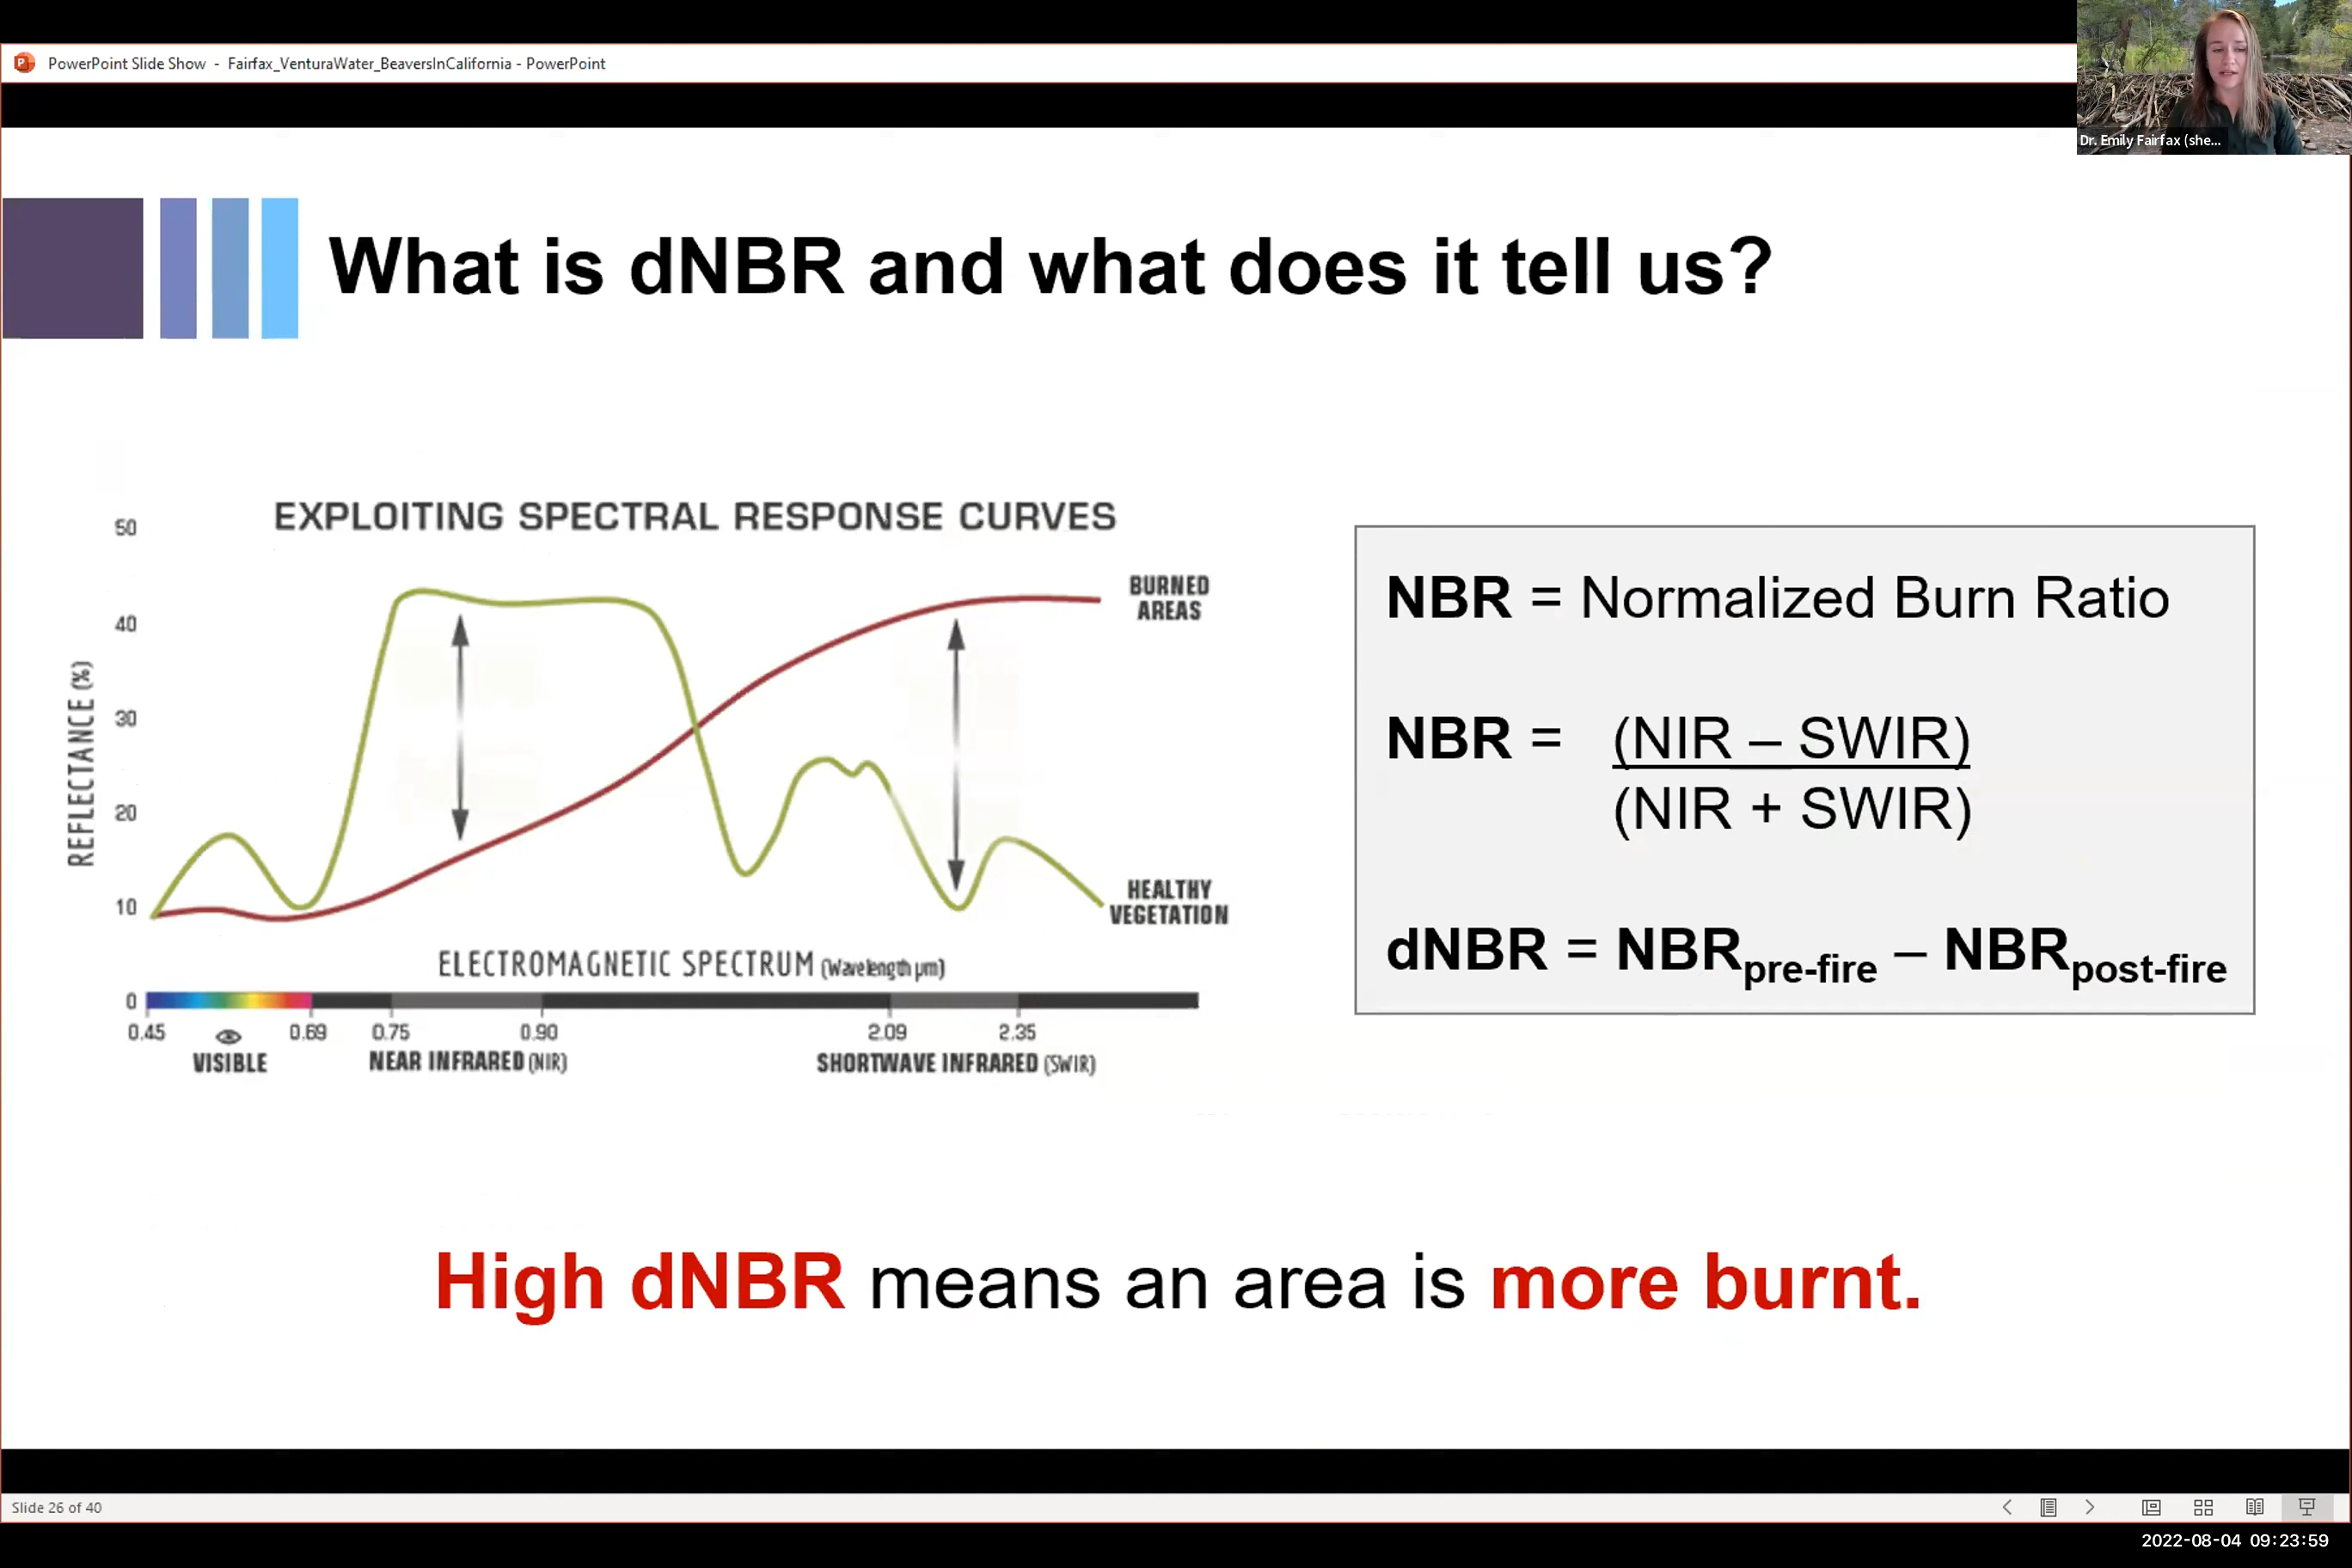 PowerPoint Slide Show - Fairfax_VenturaWater_BeaversInCalifornia - PowerPoint
Dr. Emily Fairfax (she...
What is dNBR and what does it tell us?
EXPLOITING SPECTRAL RESPONSE CURVES
50
40
30
20
10
0
REFLECTANCE (%)
BURNED
AREAS
HEALTHY
VEGETATION
ELECTROMAGNETIC SPECTRUM (Wavelength μm)
0.45 0.69 0.75 0.90 2.09 2.35
VISIBLE NEAR INFRARED (NIR) SHORTWAVE INFRARED (SWIR)
NBR = Normalized Burn Ratio
NBR = (NIR – SWIR)
(NIR + SWIR)
dNBR = NBRpre-fire – NBRpost-fire
High dNBR means an area is more burnt.
Slide 26 of 40
2022-08-04 09:23:59